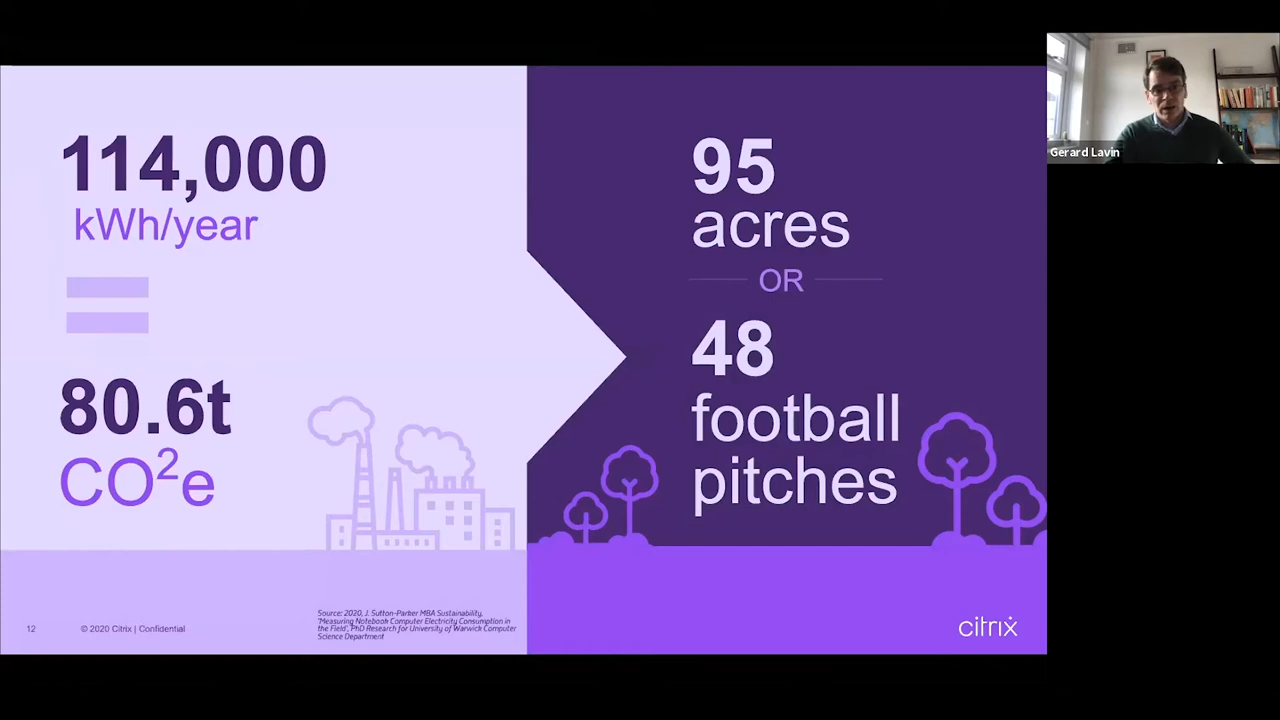 114,000
kWh/year
80.6t
CO²e
95
acres
OR
48
football
pitches
Source: 2020, J. Sutton-Parker MBA Sustainability,
'Measuring Notebook Computer Electricity Consumption in
the Field', PhD Research for University of Warwick Computer
Science Department
12
© 2020 Citrix | Confidential
citrix
Gerard Lavin